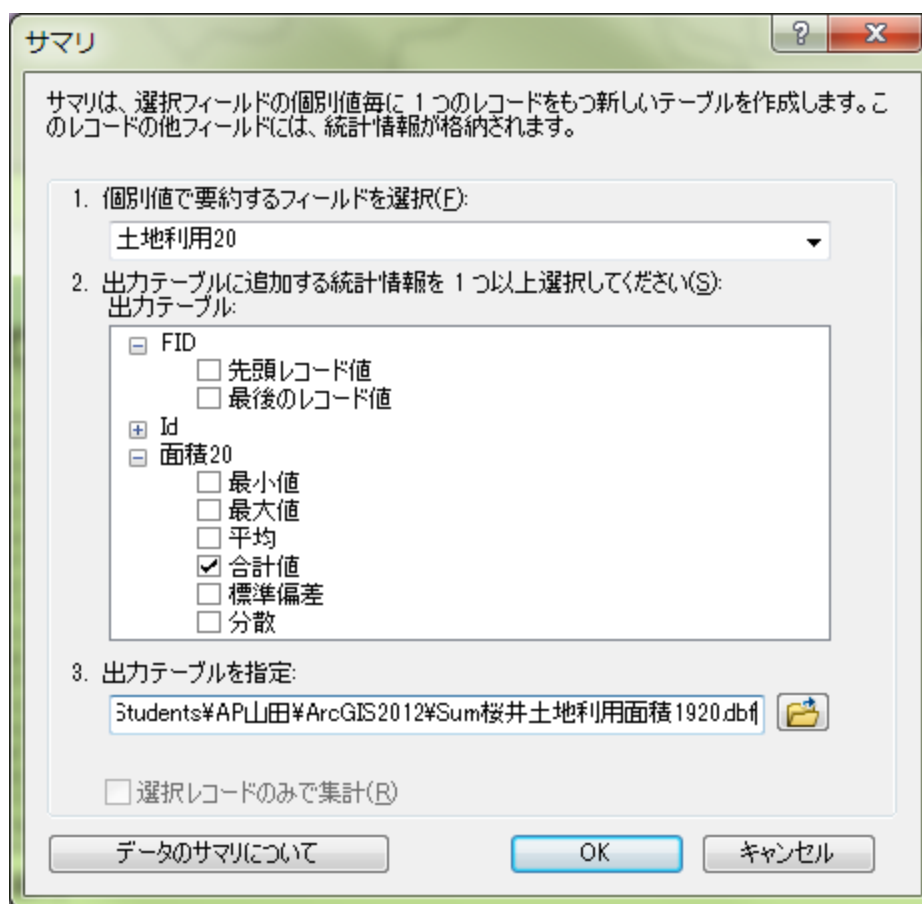 サマリ
サマリは、選択フィールドの個別値毎に 1 つのレコードをもつ新しいテーブルを作成します。こ
のレコードの他フィールドには、統計情報が格納されます。
1. 個別値で要約するフィールドを選択(F):
土地利用20
2. 出力テーブルに追加する統計情報を 1 つ以上選択してください(S):
出力テーブル:
FID
先頭レコード値
最後のレコード値
Id
面積20
最小値
最大値
平均
合計値
標準偏差
分散
3. 出力テーブルを指定:
Students¥AP山田¥ArcGIS2012¥Sum桜井土地利用面積1920.dbf
選択レコードのみで集計(R)
データのサマリについて
OK
キャンセル